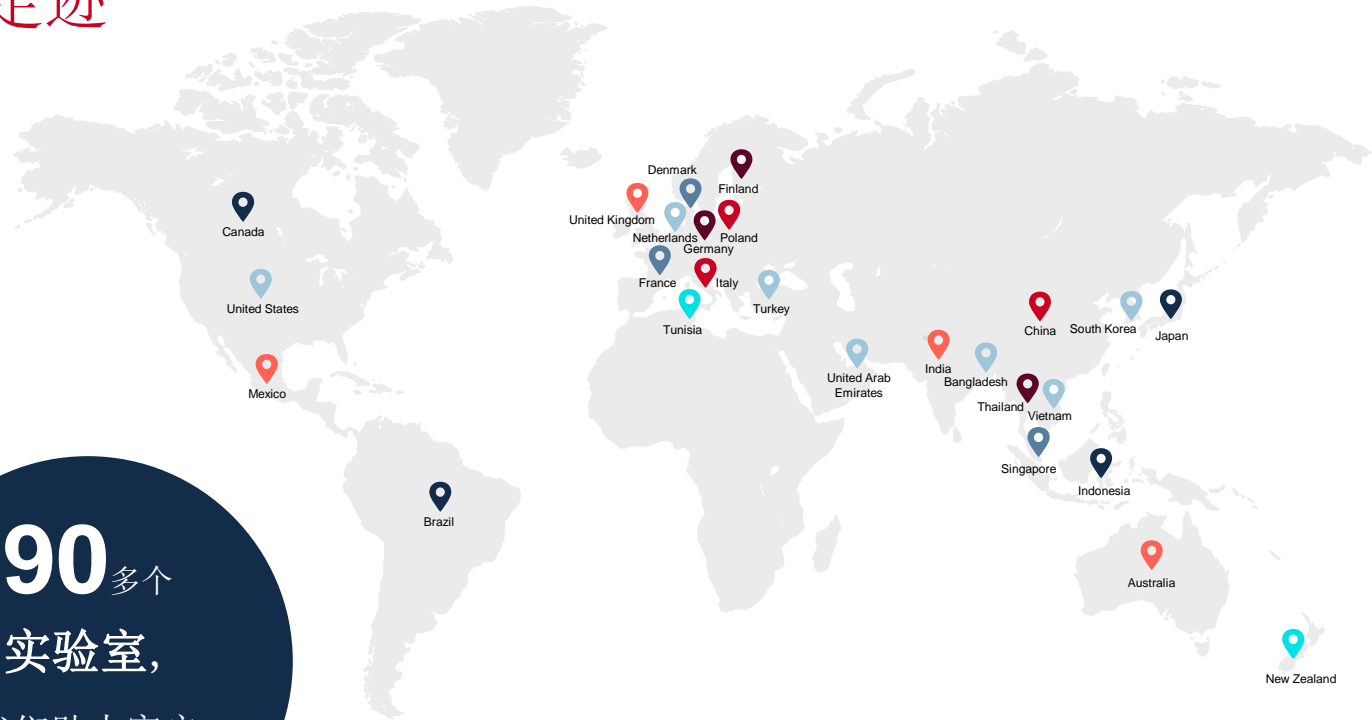 足迹
Denmark
Finland
United Kingdom
Canada
Netherlands
Poland
Germany
France
Italy
United States
Turkey
Tunisia
China
South Korea
Japan
India
United Arab
Emirates
Bangladesh
Mexico
Thailand
Vietnam
Singapore
Indonesia
Brazil
90多个
实验室,
Australia
New Zealand